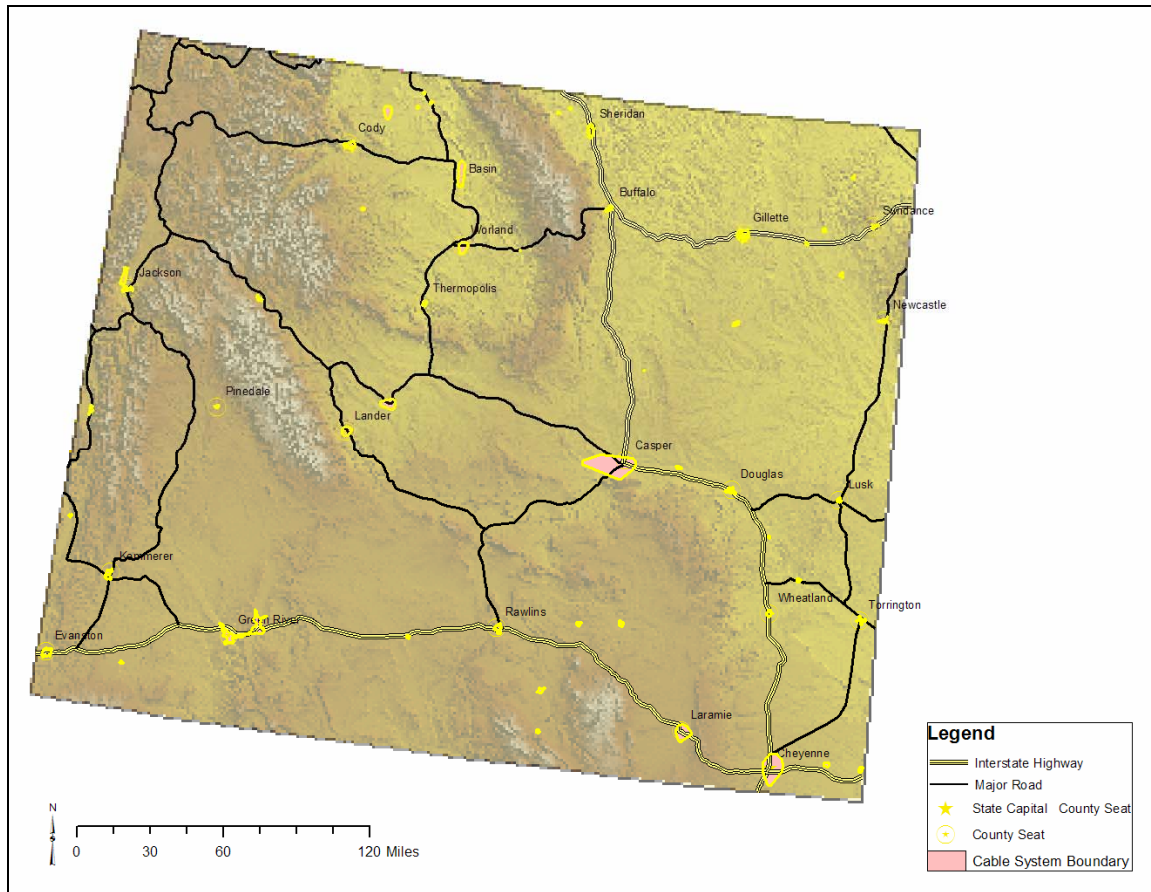 Sheridan
Cody
Basin
Buffalo
Gillette
Sundance
Worland
Jackson
Thermopolis
Newcastle
Pinedale
Lander
Casper
Douglas
Lusk
Kemmerer
Wheatland
Torrington
Green River
Rawlins
Evanston
Laramie
Cheyenne
Legend
Interstate Highway
Major Road
State Capital County Seat
County Seat
Cable System Boundary
N
0 30 60 120 Miles